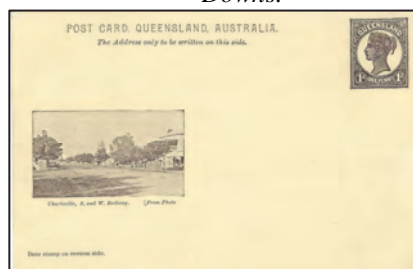 Downs.
POST CARD. QUEENSLAND, AUSTRALIA.
The Address only to be written on this side.
QUEENSLAND
1D
ONE PENNY
1D
Charleville, S. and W. Railway. [From Photo
Date stamp on reverse side.